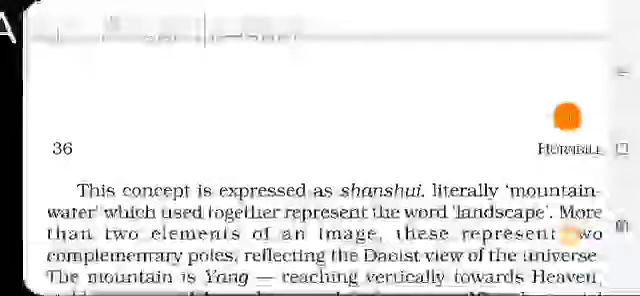 36
HORNBILL
This concept is expressed as shanshui, literally 'mountain-
water' which used together represent the word 'landscape'. More
than two elements of an image, these represent two
complementary poles, reflecting the Daoist view of the universe.
The mountain is Yang — reaching vertically towards Heaven,